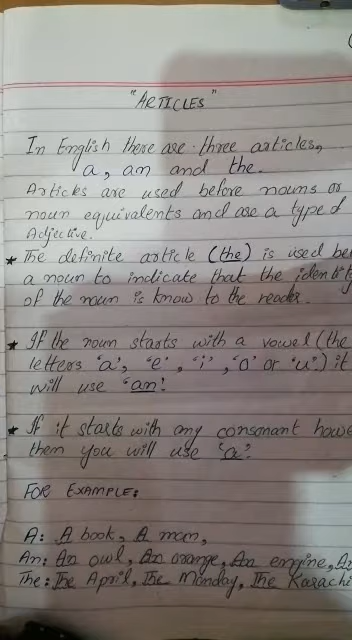 "ARTICLES"
In English there are three articles,
a, an and the.
Articles are used before nouns or
noun equivalents and are a type of
Adjective.
★ The definite article (the) is used be
a noun to indicate that the identit
of the noun is know to the reader.
★ If the noun starts with a vowel (the
letters 'a', 'e', 'i', 'o' or 'u') it
will use 'an'.
★ If it starts with any consonant howe
them you will use 'a'.
FOR EXAMPLE:
A: A book, A man,
An: An owl, An orange, An engine, An
The: The April, The Monday, The Karachi